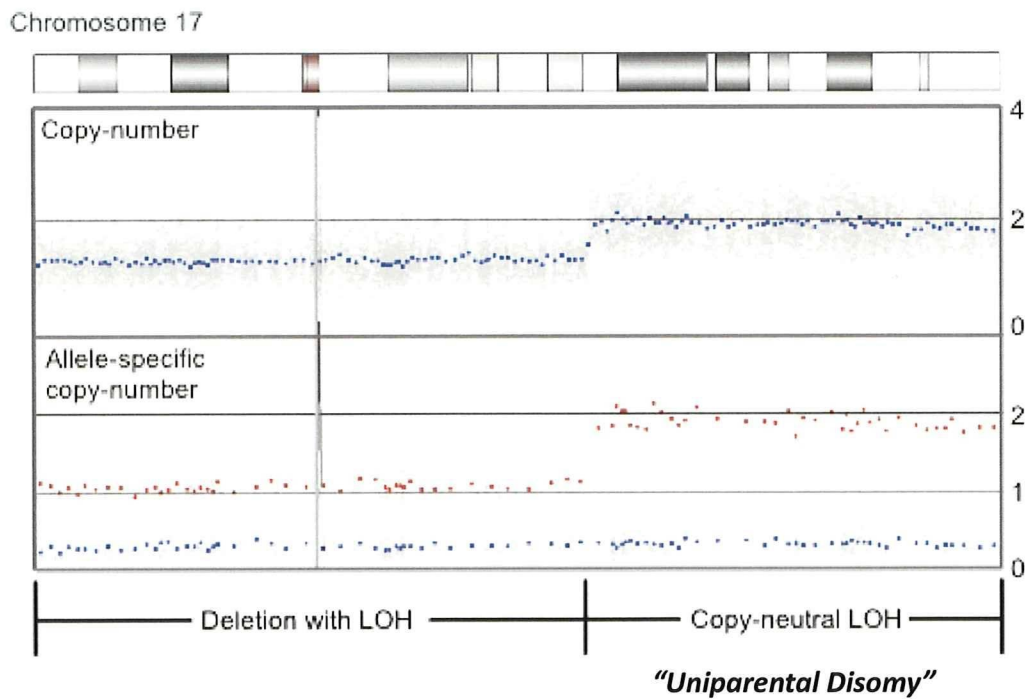 Chromosome 17
Copy-number
4
2
0
Allele-specific
copy-number
2
1
0
Deletion with LOH
Copy-neutral LOH
“Uniparental Disomy”